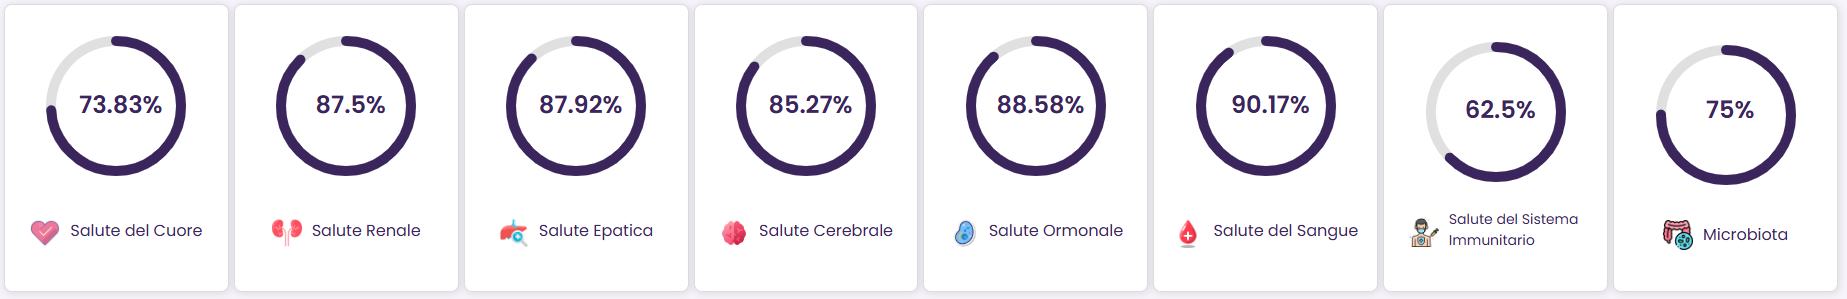 73.83%
Salute del Cuore
87.5%
Salute Renale
87.92%
Salute Epatica
85.27%
Salute Cerebrale
88.58%
Salute Ormonale
90.17%
Salute del Sangue
62.5%
Salute del Sistema
Immunitario
75%
Microbiota